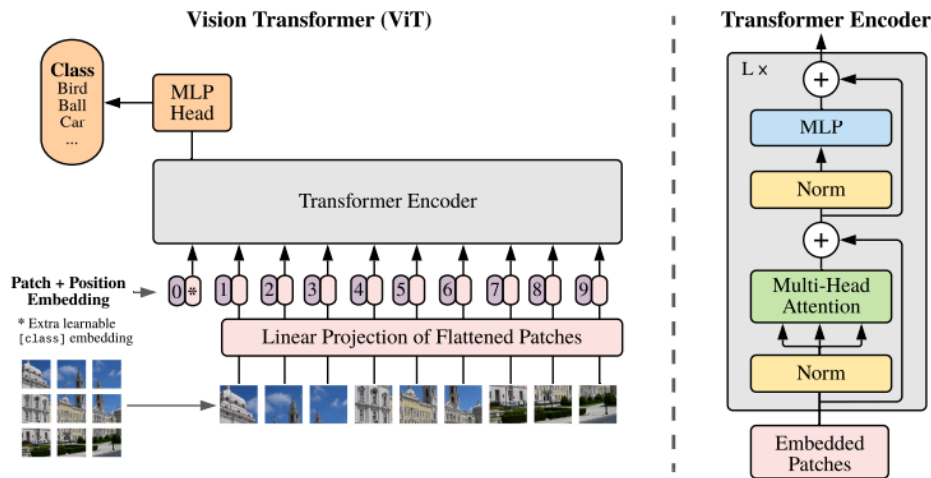 Vision Transformer (ViT)
Class
Bird
Ball
Car
...
MLP
Head
Transformer Encoder
Patch + Position
Embedding
0 * 1 2 3 4 5 6 7 8 9
* Extra learnable
[class] embedding
Linear Projection of Flattened Patches
Transformer Encoder
L ×
+
MLP
Norm
+
Multi-Head
Attention
Norm
Embedded
Patches